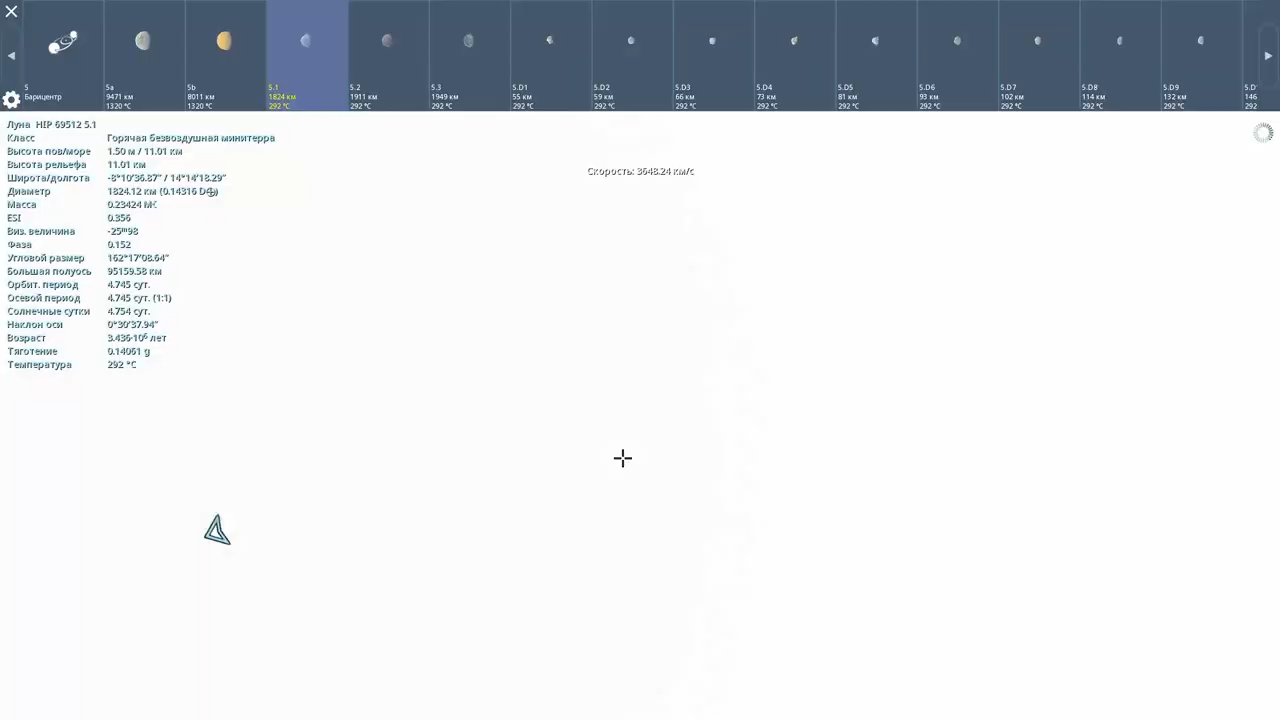 5
Барицентр
5a
9471 км
1320 °C
5b
8011 км
1320 °C
5.1
1824 км
292 °C
5.2
1911 км
292 °C
5.3
1949 км
292 °C
5.D1
55 км
292 °C
5.D2
59 км
292 °C
5.D3
66 км
292 °C
5.D4
73 км
292 °C
5.D5
81 км
292 °C
5.D6
93 км
292 °C
5.D7
102 км
292 °C
5.D8
114 км
292 °C
5.D9
132 км
292 °C
5.D
146
292
Луна HIP 69512 5.1
Класс Горячая безвоздушная минитерра
Высота пов/море 1.50 м / 11.01 км
Высота рельефа 11.01 км
Широта/долгота -8°10'36.87" / 14°14'18.29"
Диаметр 1824.12 км (0.14316 D⊕)
Масса 0.23424 M☾
ESI 0.356
Виз. величина -25ᵐ98
Фаза 0.152
Угловой размер 162°17'08.64"
Большая полуось 95159.58 км
Орбит. период 4.745 сут.
Осевой период 4.745 сут. (1:1)
Солнечные сутки 4.754 сут.
Наклон оси 0°30'37.94"
Возраст 3.436·10⁶ лет
Тяготение 0.14061 g
Температура 292 °C
Скорость: 3648.24 км/с